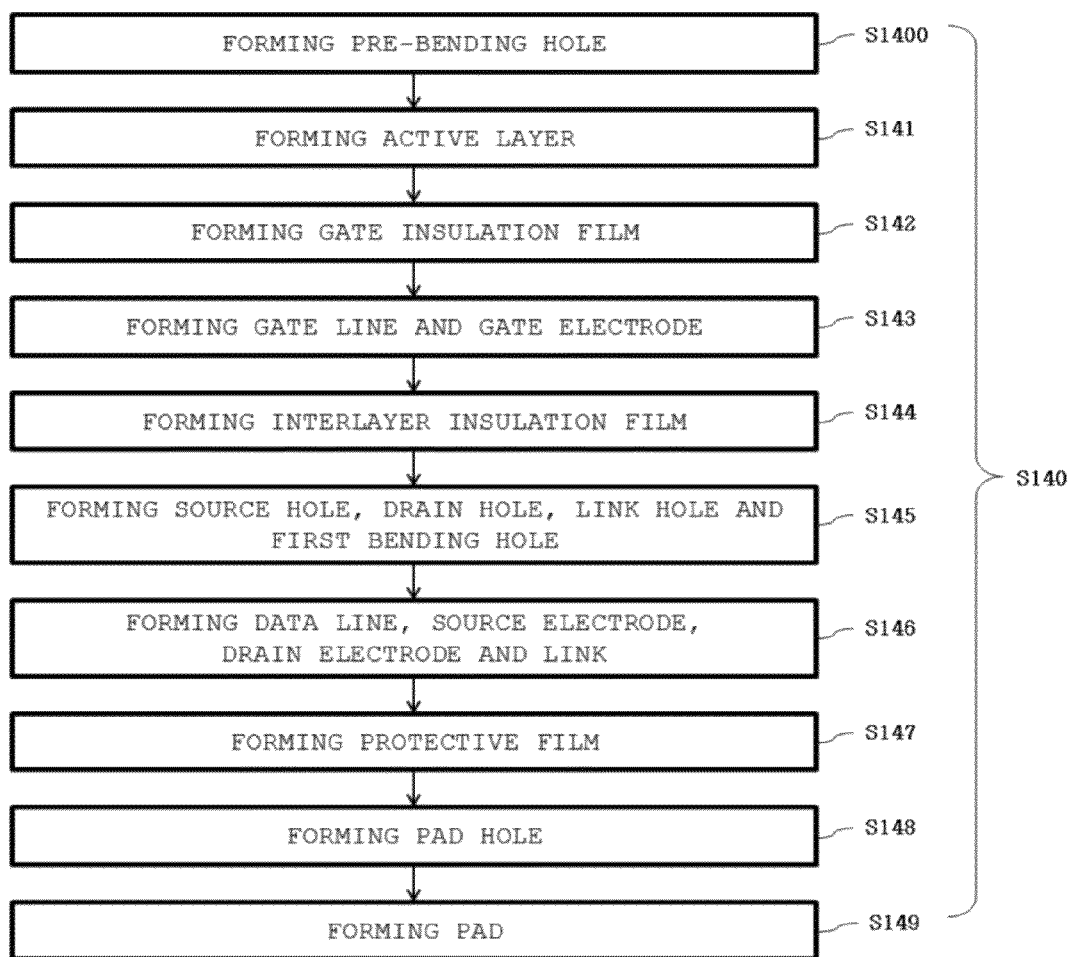 FORMING PRE-BENDING HOLE
S1400
FORMING ACTIVE LAYER
S141
FORMING GATE INSULATION FILM
S142
FORMING GATE LINE AND GATE ELECTRODE
S143
FORMING INTERLAYER INSULATION FILM
S144
S140
FORMING SOURCE HOLE, DRAIN HOLE, LINK HOLE AND
FIRST BENDING HOLE
S145
FORMING DATA LINE, SOURCE ELECTRODE,
DRAIN ELECTRODE AND LINK
S146
FORMING PROTECTIVE FILM
S147
FORMING PAD HOLE
S148
FORMING PAD
S149